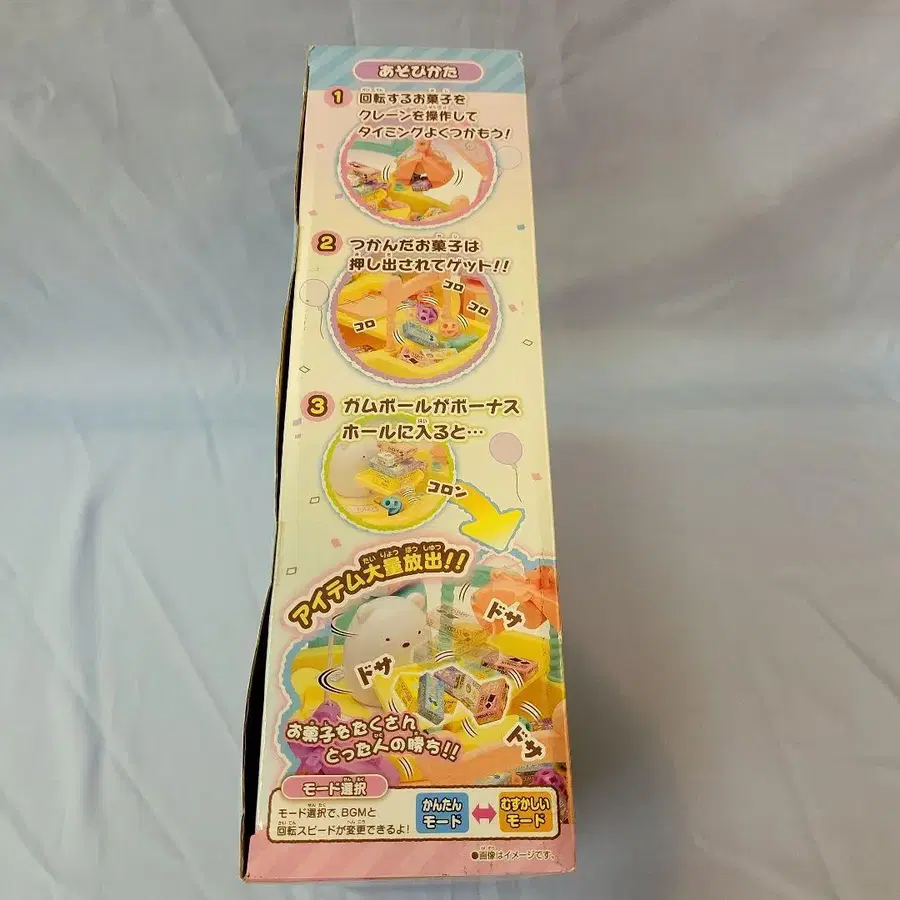 あそびかた
1 回転するお菓子を
クレーンを操作して
タイミングよくつかもう!
2 つかんだお菓子は
押し出されてゲット!!
コロ
コロ
コロ
3 ガムボールがボーナス
ホールに入ると…
コロン
アイテム大量放出!!
ドサ
ドサ
ドサ
お菓子をたくさん
とった人の勝ち!!
モード選択
モード選択で、BGMと
回転スピードが変更できるよ!
かんたん
モード
むずかしい
モード
●画像はイメージです。